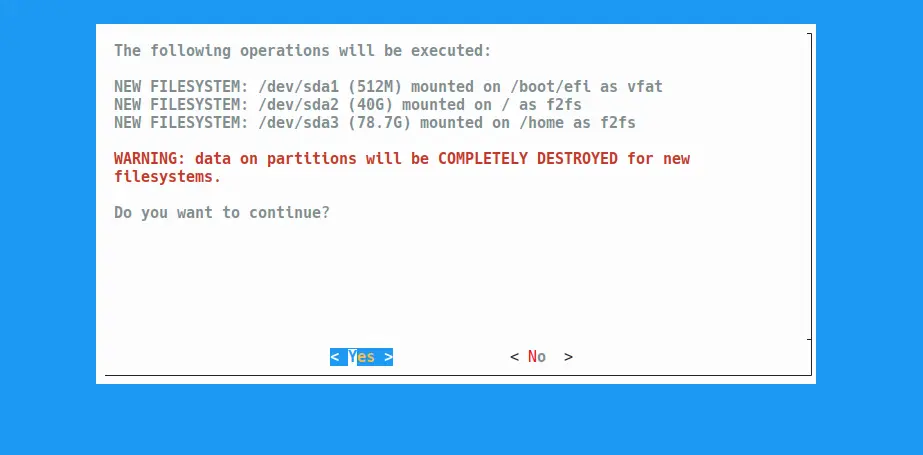 The following operations will be executed:
NEW FILESYSTEM: /dev/sda1 (512M) mounted on /boot/efi as vfat
NEW FILESYSTEM: /dev/sda2 (40G) mounted on / as f2fs
NEW FILESYSTEM: /dev/sda3 (78.7G) mounted on /home as f2fs
WARNING: data on partitions will be COMPLETELY DESTROYED for new
filesystems.
Do you want to continue?
< Yes > < No >